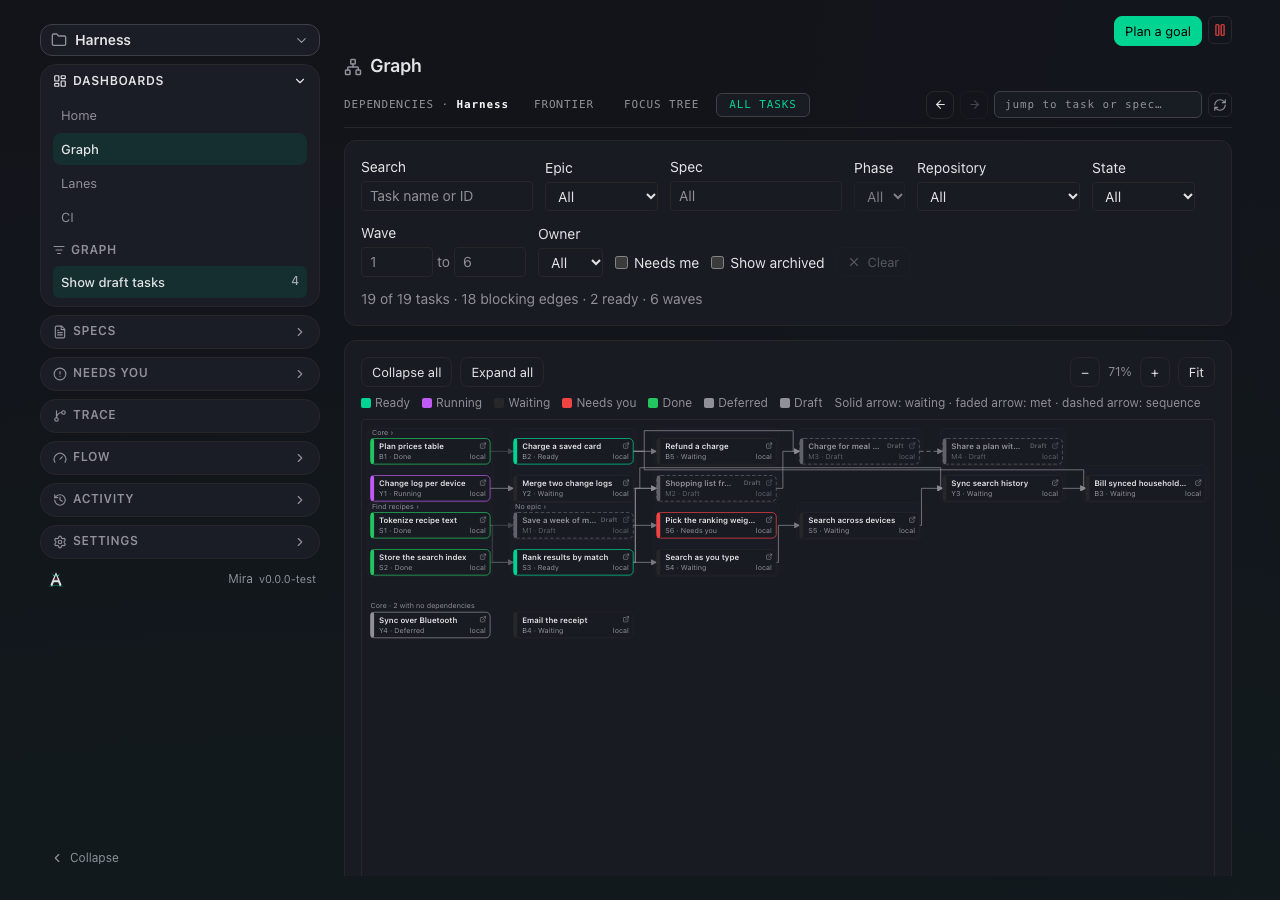 Harness
DASHBOARDS
Home
Graph
Lanes
CI
GRAPH
Show draft tasks 4
SPECS
NEEDS YOU
TRACE
FLOW
ACTIVITY
SETTINGS
Mira v0.0.0-test
Collapse
Plan a goal
Graph
DEPENDENCIES · Harness FRONTIER FOCUS TREE ALL TASKS
jump to task or spec…
Search Epic Spec Phase Repository State
Task name or ID All All All All All
Wave Owner
1 to 6 All Needs me Show archived Clear
19 of 19 tasks · 18 blocking edges · 2 ready · 6 waves
Collapse all Expand all − 71% + Fit
Ready Running Waiting Needs you Done Deferred Draft Solid arrow: waiting · faded arrow: met · dashed arrow: sequence
Core ›
Plan prices table Charge a saved card Refund a charge Charge for meal ... Draft Share a plan wit... Draft
B1 · Done local B2 · Ready local B5 · Waiting local M3 · Draft local M4 · Draft local
Change log per device Merge two change logs Shopping list fr... Draft Sync search history Bill synced household...
Y1 · Running local Y2 · Waiting local M2 · Draft local Y3 · Waiting local B3 · Waiting local
Find recipes › No epic ›
Tokenize recipe text Save a week of m... Draft Pick the ranking weig... Search across devices
S1 · Done local M1 · Draft local S6 · Needs you local S5 · Waiting local
Store the search index Rank results by match Search as you type
S2 · Done local S3 · Ready local S4 · Waiting local
Core · 2 with no dependencies
Sync over Bluetooth Email the receipt
Y4 · Deferred local B4 · Waiting local